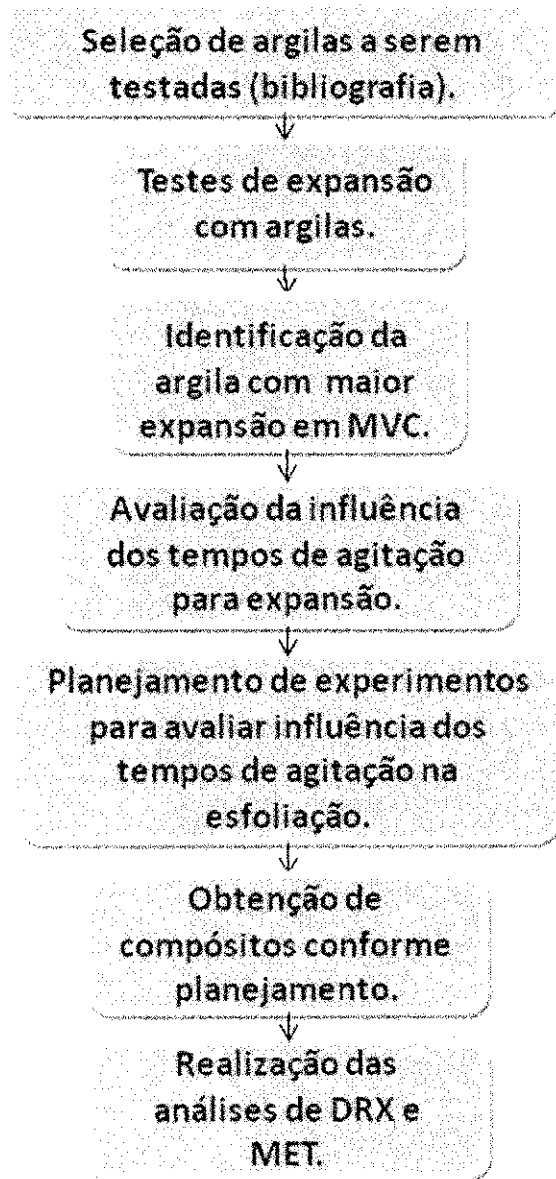 Seleção de argilas a serem
testadas (bibliografia).
Testes de expansão
com argilas.
Identificação da
argila com maior
expansão em MVC.
Avaliação da influência
dos tempos de agitação
para expansão.
Planejamento de experimentos
para avaliar influência dos
tempos de agitação na
esfoliação.
Obtenção de
compósitos conforme
planejamento.
Realização das
análises de DRX e
MET.